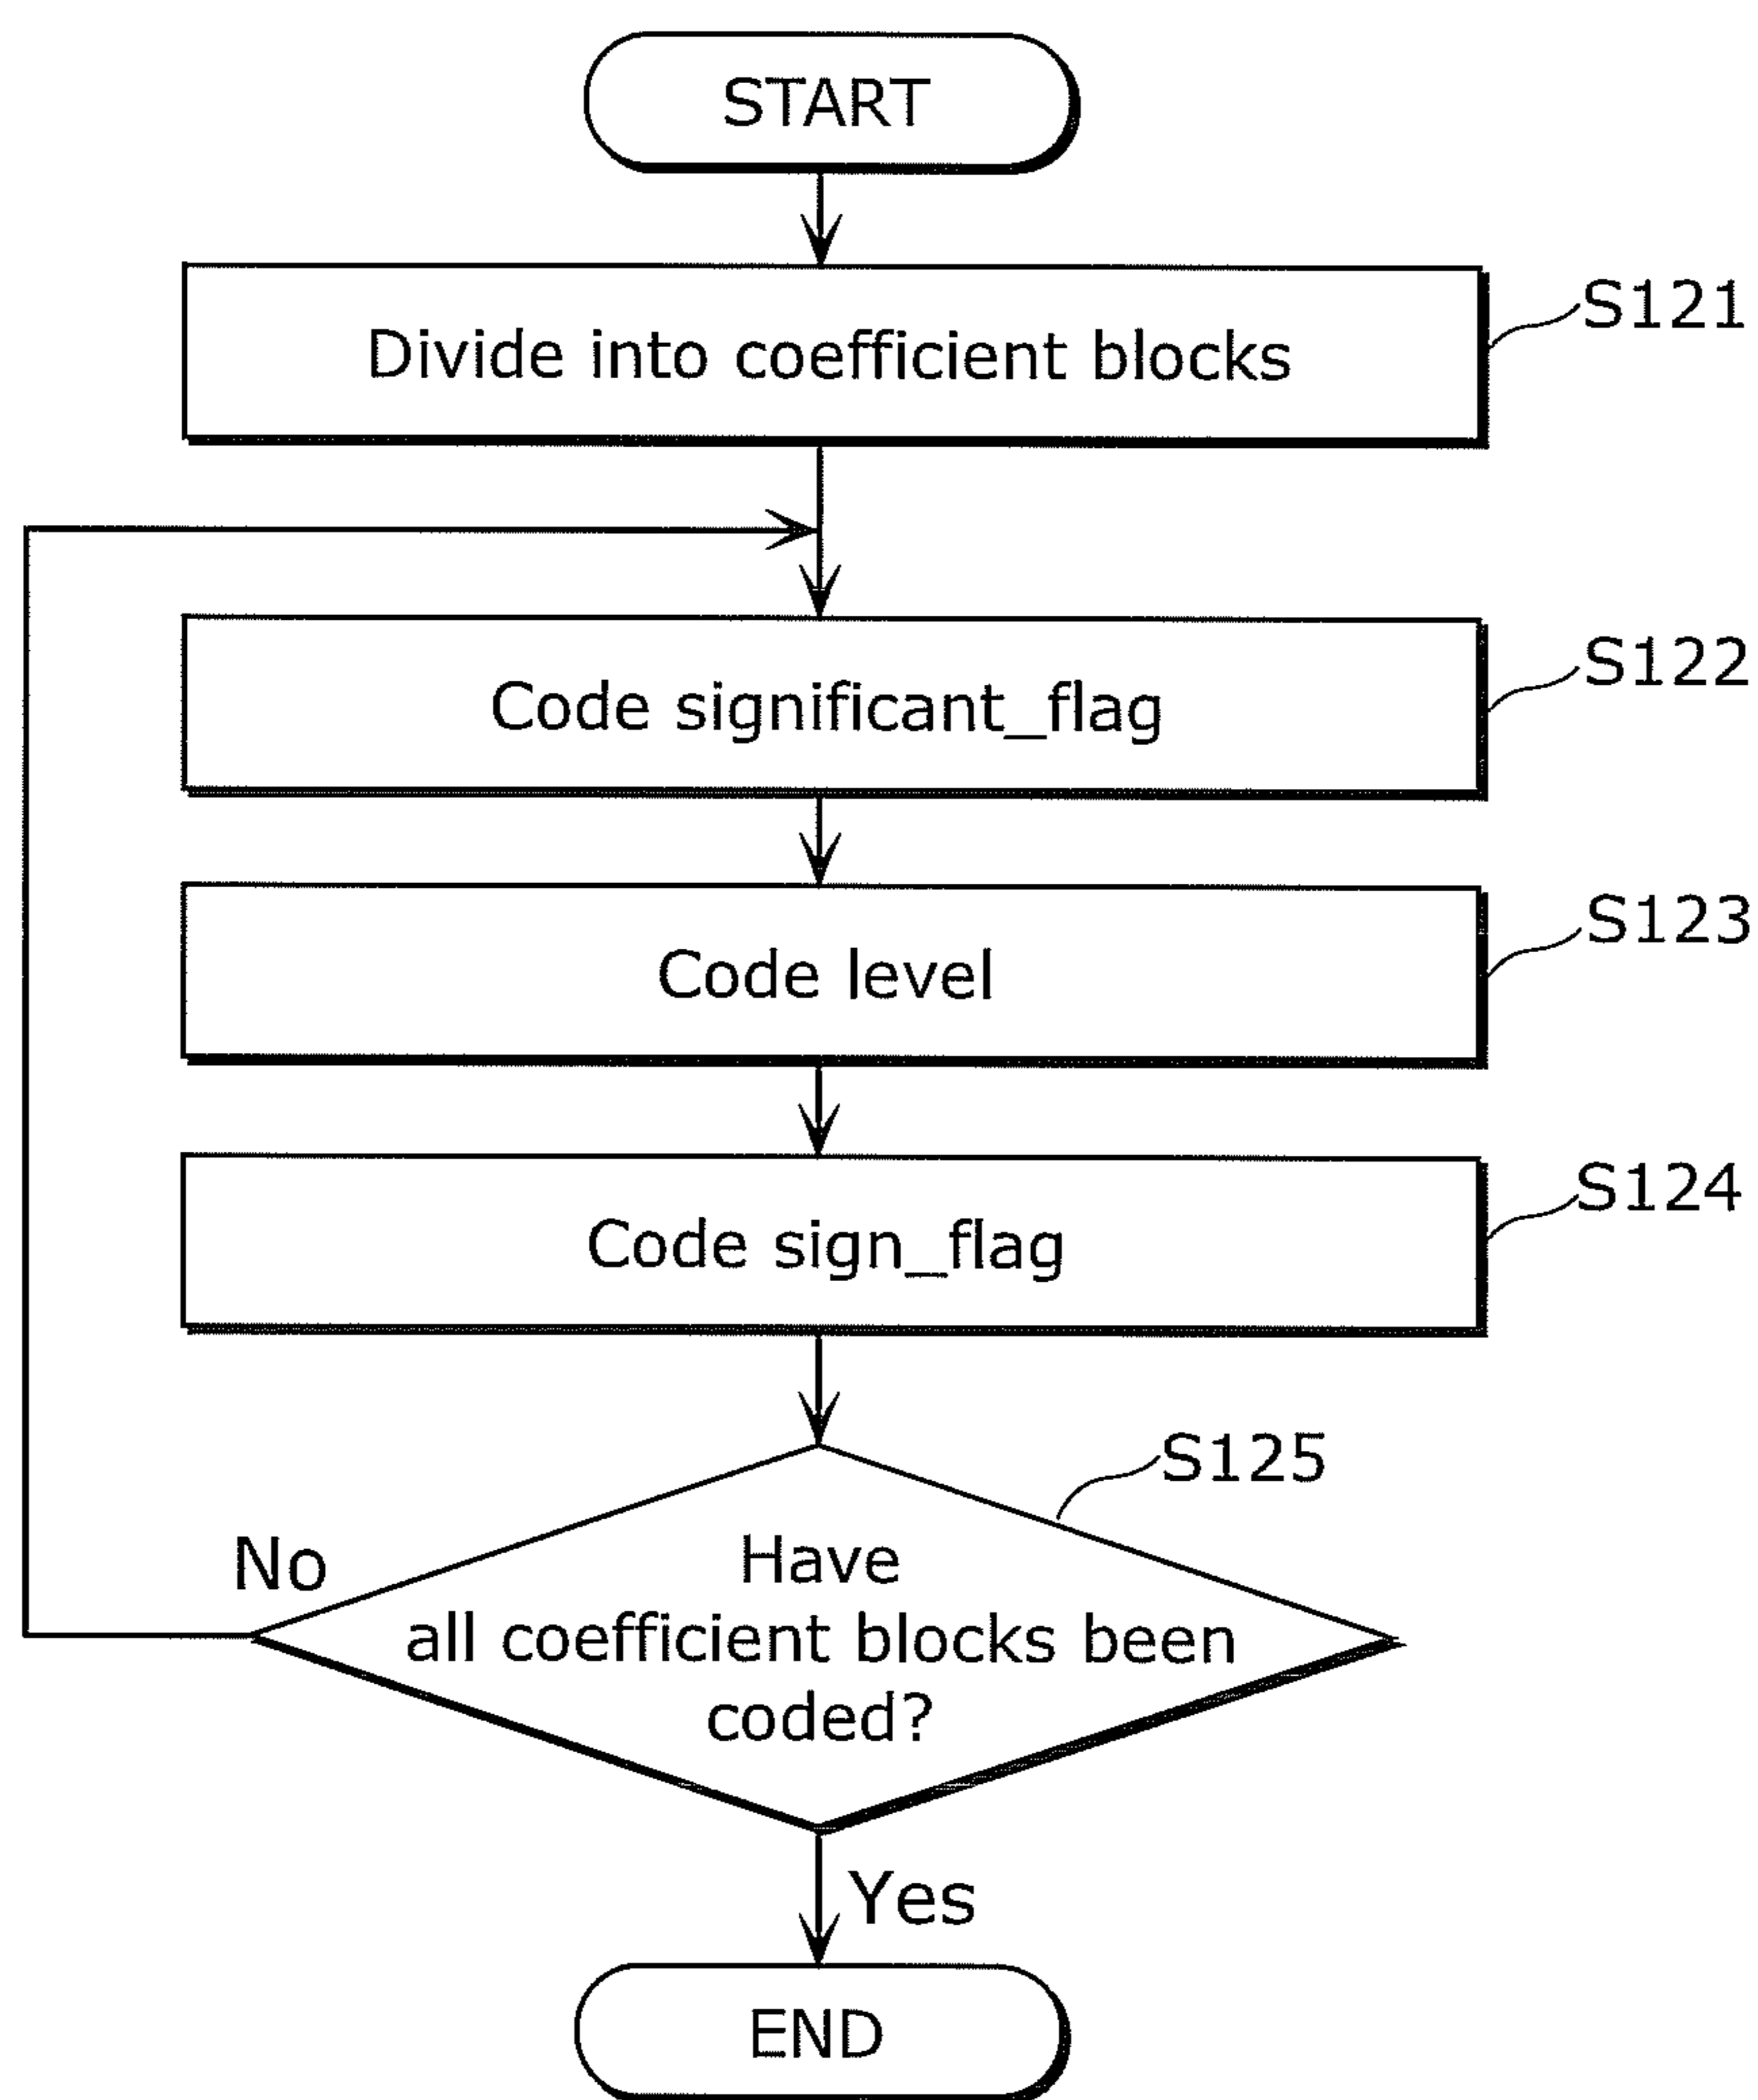 START
Divide into coefficient blocks
S121
Code significant_flag
S122
Code level
S123
Code sign_flag
S124
S125
Have
all coefficient blocks been
coded?
No
Yes
END